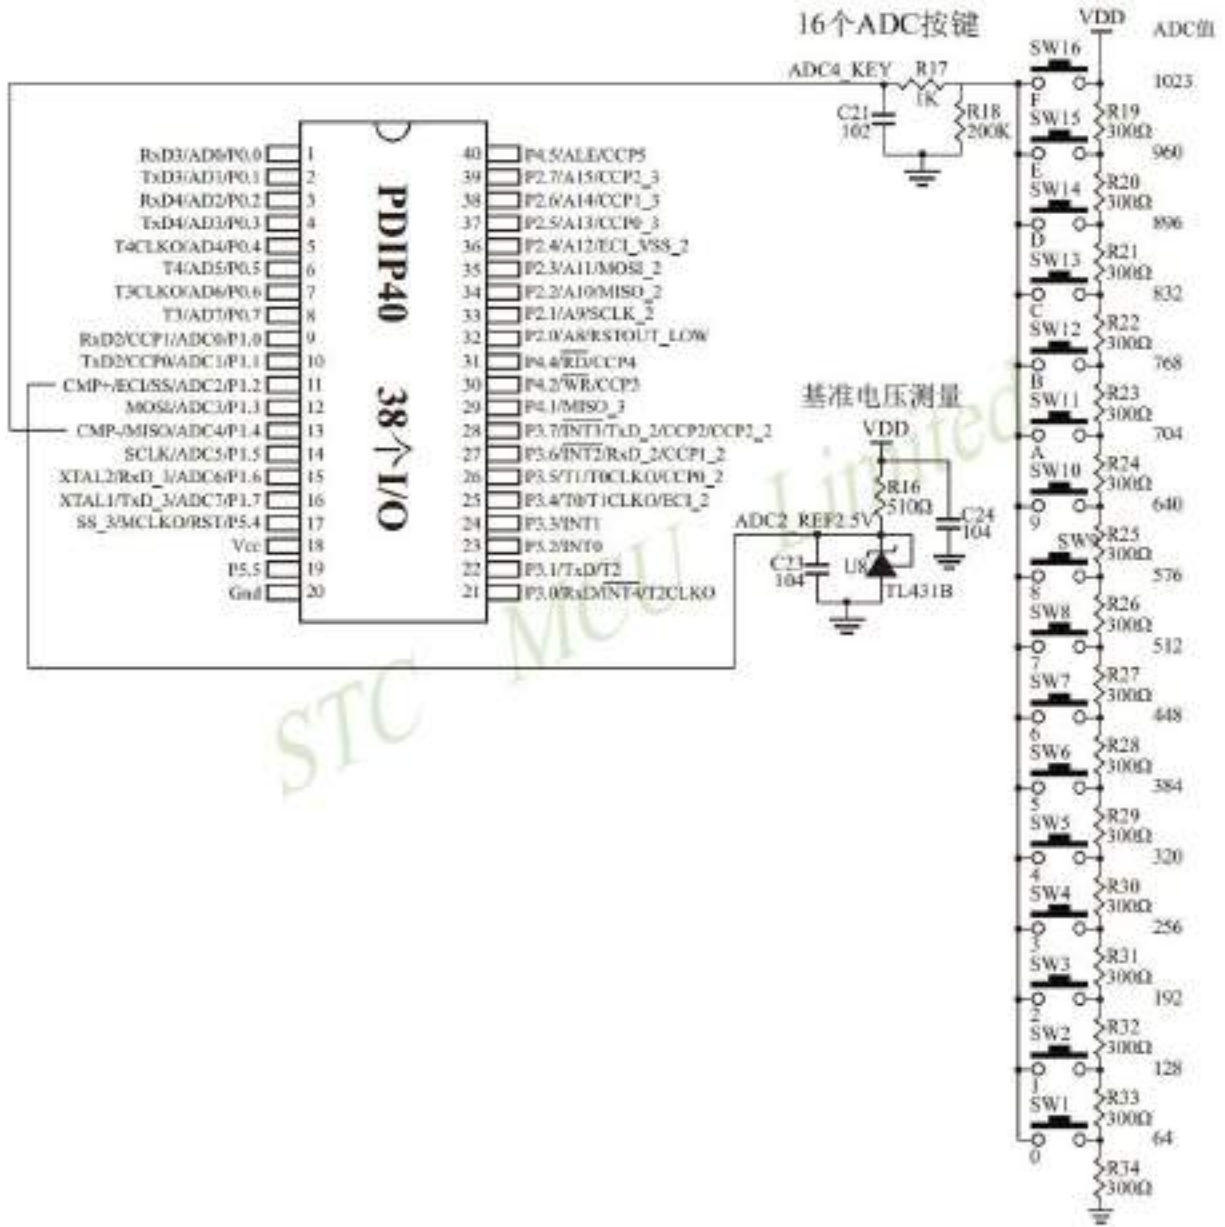 16个ADC按键
VDD
ADC值
ADC4_KEY
R17
1K
C21
102
R18
200K
RxD3/AD0/P0.0
TxD3/AD1/P0.1
RxD4/AD2/P0.2
TxD4/AD3/P0.3
T4CLKO/AD4/P0.4
T4/AD5/P0.5
T3CLKO/AD6/P0.6
T3/AD7/P0.7
RxD2/CCP1/ADC0/P1.0
TxD2/CCP0/ADC1/P1.1
CMP+/ECI/SS/ADC2/P1.2
MOSI/ADC3/P1.3
CMP-/MISO/ADC4/P1.4
SCLK/ADC5/P1.5
XTAL2/RxD_3/ADC6/P1.6
XTAL1/TxD_3/ADC7/P1.7
SS_3/MCLKO/RST/P5.4
Vcc
P5.5
Gnd
1
2
3
4
5
6
7
8
9
10
11
12
13
14
15
16
17
18
19
20
PDIP40 38个I/O
40
39
38
37
36
35
34
33
32
31
30
29
28
27
26
25
24
23
22
21
P4.5/ALE/CCP5
P2.7/A15/CCP2_3
P2.6/A14/CCP1_3
P2.5/A13/CCP0_3
P2.4/A12/ECI_3/SS_2
P2.3/A11/MOSI_2
P2.2/A10/MISO_2
P2.1/A9/SCLK_2
P2.0/A8/RSTOUT_LOW
P4.4/RD/CCP4
P4.2/WR/CCP3
P4.1/MISO_3
P3.7/INT3/TxD_2/CCP2/CCP2_2
P3.6/INT2/RxD_2/CCP1_2
P3.5/T1/T0CLKO/CCP0_2
P3.4/T0/T1CLKO/ECI_2
P3.3/INT1
P3.2/INT0
P3.1/TxD/T2
P3.0/RxD/INT4/T2CLKO
基准电压测量
VDD
R16
510Ω
C24
104
ADC2_REF2.5V
C23
104
U8
TL431B
STC MCU Limited
SW16
1023
F
R19
300Ω
SW15
960
E
R20
300Ω
SW14
896
D
R21
300Ω
SW13
832
C
R22
300Ω
SW12
768
B
R23
300Ω
SW11
704
A
R24
300Ω
SW10
640
9
R25
300Ω
SW9
576
8
R26
300Ω
SW8
512
7
R27
300Ω
SW7
448
6
R28
300Ω
SW6
384
5
R29
300Ω
SW5
320
4
R30
300Ω
SW4
256
3
R31
300Ω
SW3
192
2
R32
300Ω
SW2
128
1
R33
300Ω
SW1
64
0
R34
300Ω